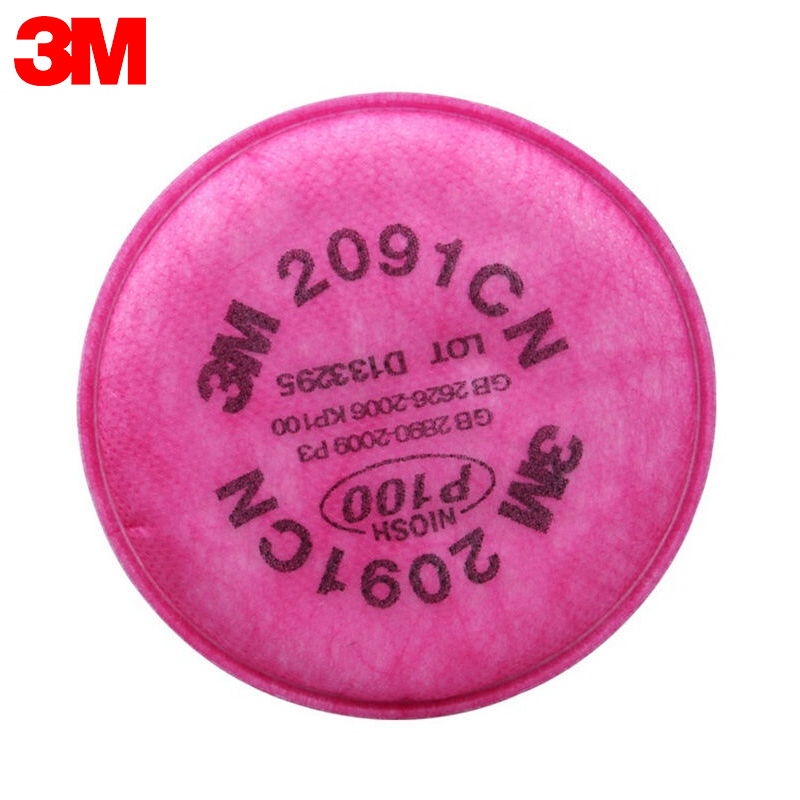 3M
3M 2091CN
LOT D133295
GB 2626-2006 KP100
GB 2890-2009 P3
P100
NIOSH
3M 2091CN